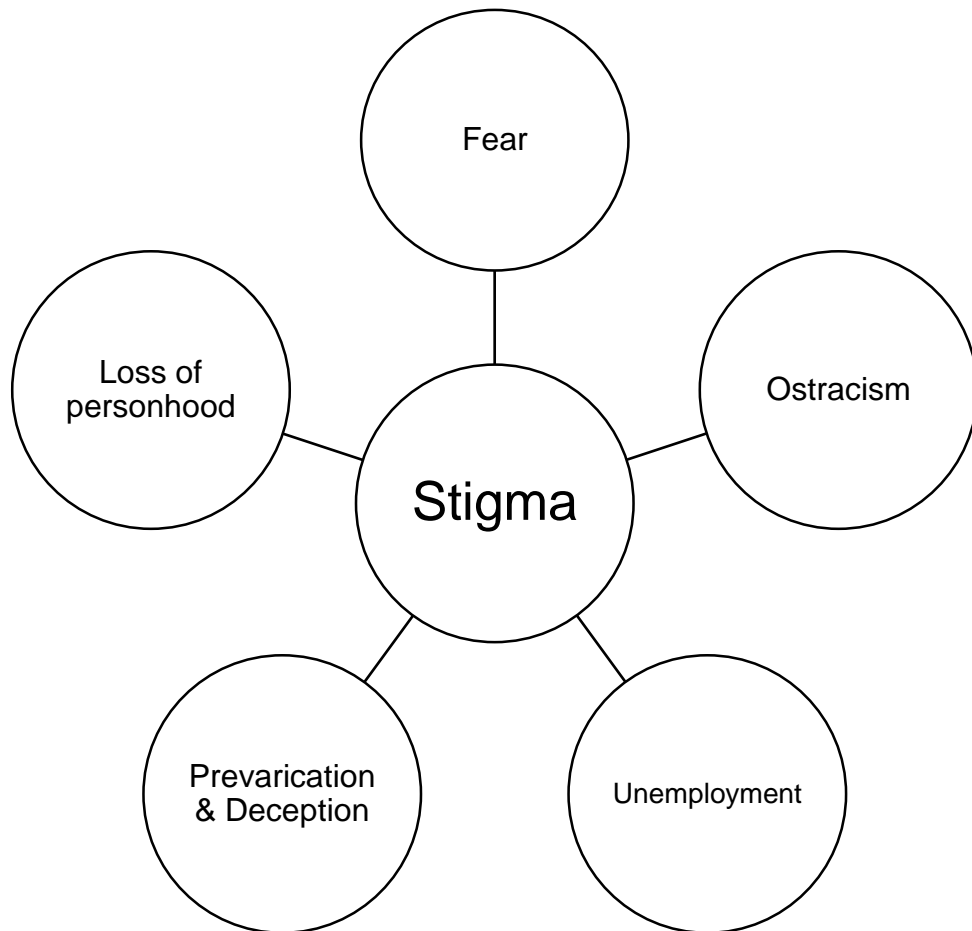 Fear
Loss of
personhood
Ostracism
Stigma
Prevarication
& Deception
Unemployment